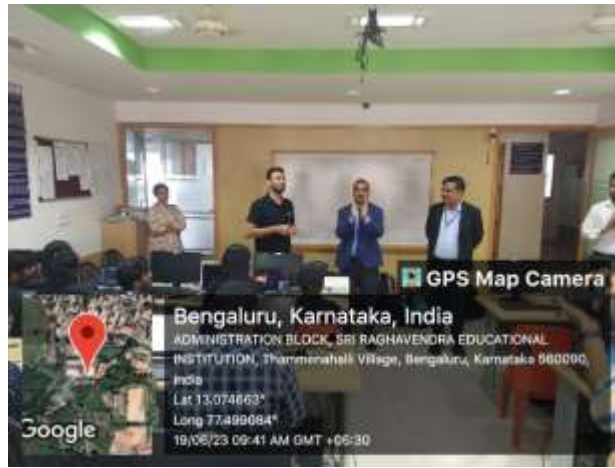 GPS Map Camera
Bengaluru, Karnataka, India
ADMINISTRATION BLOCK, SRI RAGHAVENDRA EDUCATIONAL
INSTITUTION, Thammenahalli Village, Bengaluru, Karnataka 560090,
India
Lat 13.074663°
Long 77.499084°
19/06/23 09:41 AM GMT +05:30
Google